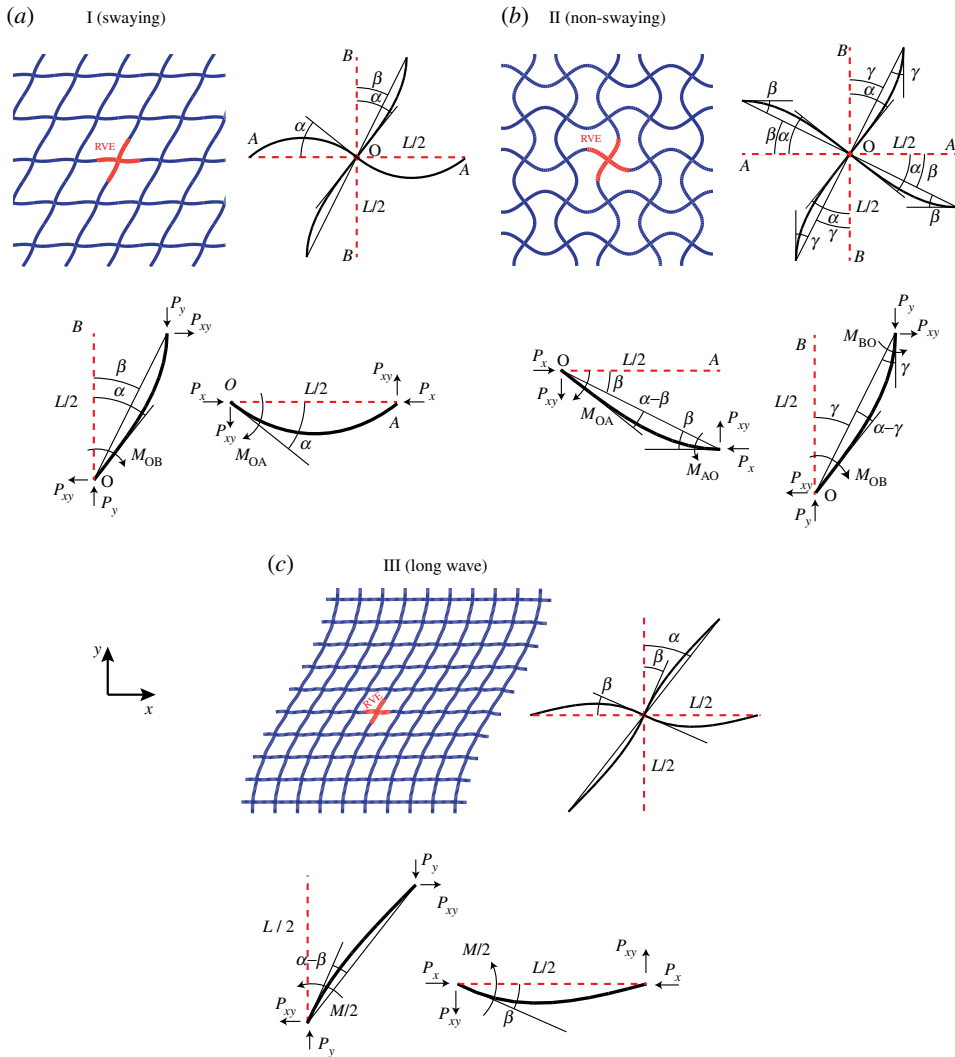 (a) I (swaying)
RVE
B
β
α
α
A
O
L/2
A
L/2
B
(b) II (non-swaying)
RVE
B
γ
α
γ
β
β
α
O
L/2
A
A
α
β
L/2
β
γ
α
γ
B
P_y
B
P_xy
β
α
L/2
M_OB
P_xy
O
P_y
P_xy
O
L/2
P_x
P_x
P_xy
A
M_OA
α
O
L/2
A
P_x
β
P_xy
α–β
M_OA
β
P_xy
M_AO
P_x
P_y
M_BO
P_xy
B
γ
L/2
γ
α–γ
P_xy
M_OB
O
P_y
(c) III (long wave)
RVE
y
x
α
β
β
L/2
L/2
P_y
P_xy
L / 2
α–β
P_xy
M/2
P_y
P_xy
M/2
L/2
P_x
P_x
P_xy
β